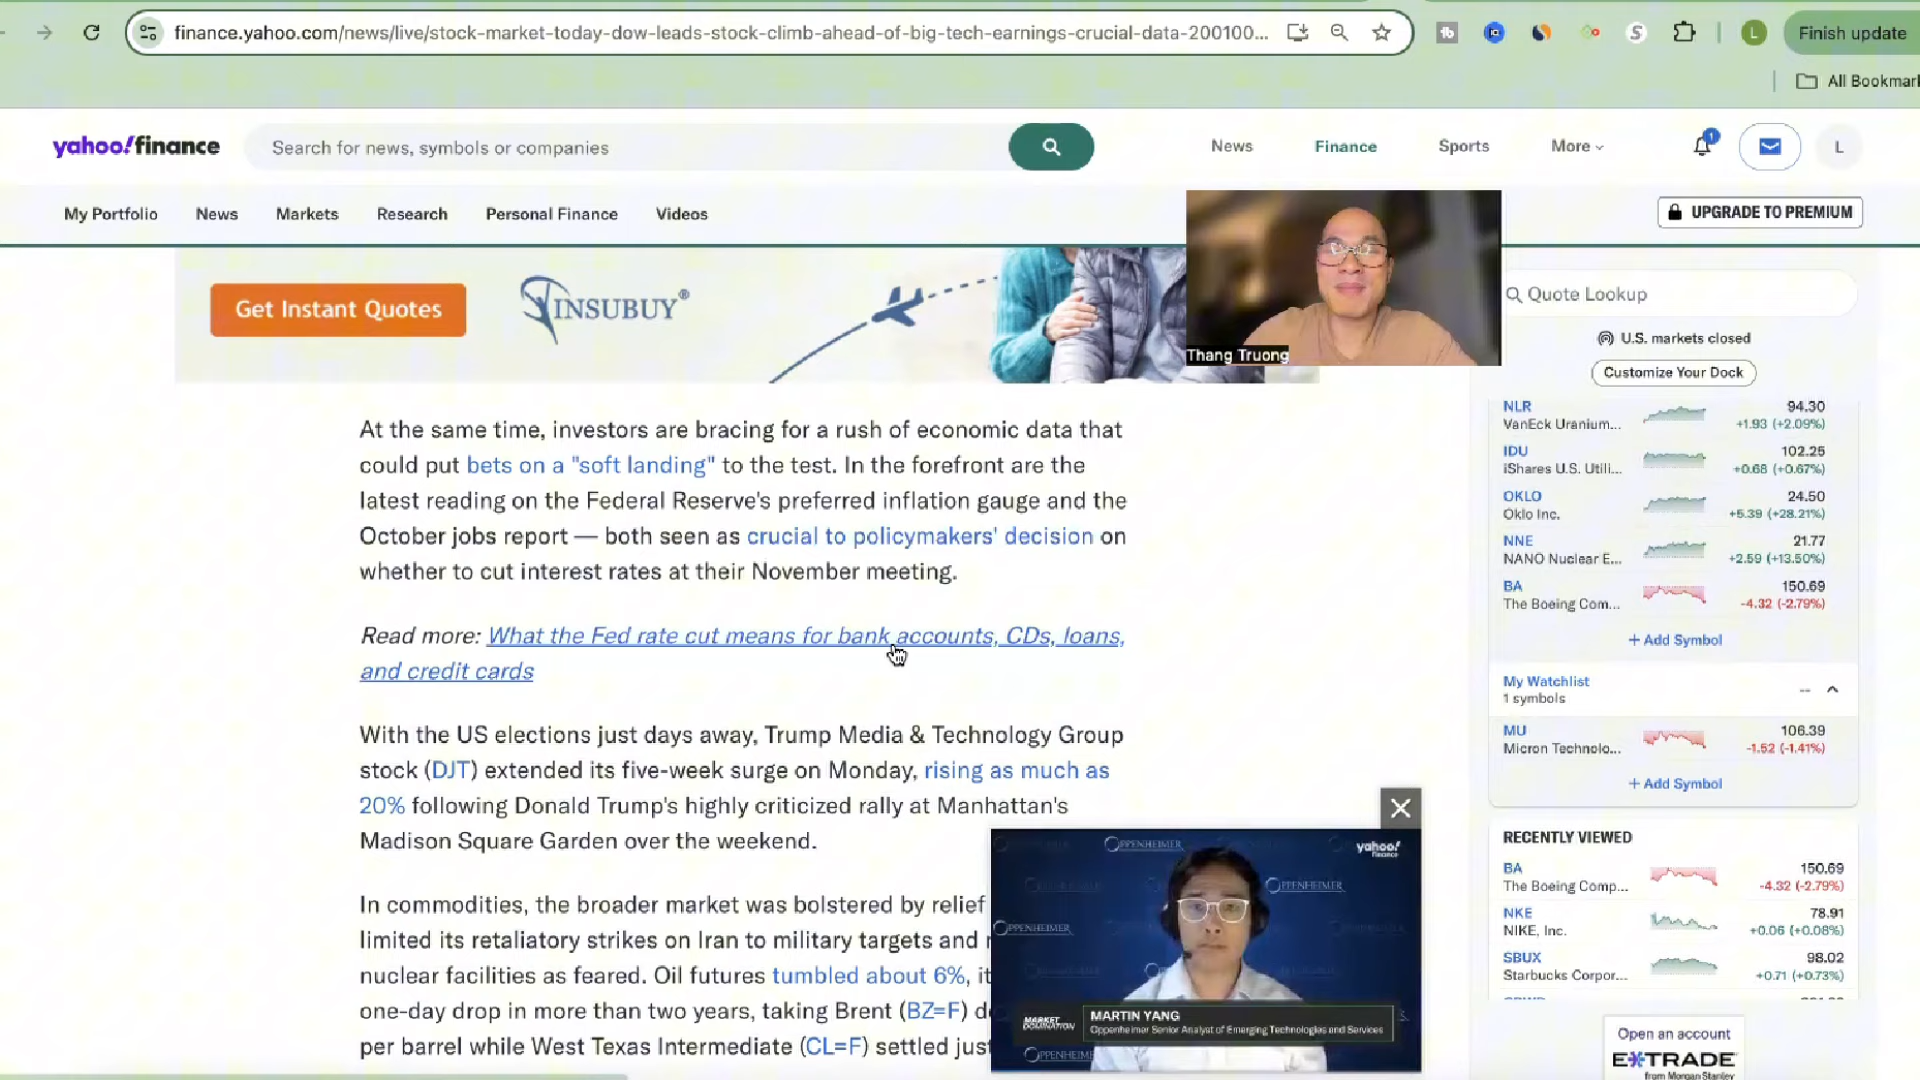 finance.yahoo.com/news/live/stock-market-today-dow-leads-stock-climb-ahead-of-big-tech-earnings-crucial-data-200100...
L
Finish update
All Bookmark
yahoo!finance
Search for news, symbols or companies
News
Finance
Sports
More
1
L
My Portfolio
News
Markets
Research
Personal Finance
Videos
UPGRADE TO PREMIUM
Get Instant Quotes
INSUBUY®
Thang Truong
Quote Lookup
U.S. markets closed
Customize Your Dock
At the same time, investors are bracing for a rush of economic data that
could put bets on a "soft landing" to the test. In the forefront are the
latest reading on the Federal Reserve's preferred inflation gauge and the
October jobs report — both seen as crucial to policymakers' decision on
whether to cut interest rates at their November meeting.
Read more: What the Fed rate cut means for bank accounts, CDs, loans,
and credit cards
With the US elections just days away, Trump Media & Technology Group
stock (DJT) extended its five-week surge on Monday, rising as much as
20% following Donald Trump's highly criticized rally at Manhattan's
Madison Square Garden over the weekend.
In commodities, the broader market was bolstered by relief
limited its retaliatory strikes on Iran to military targets and
nuclear facilities as feared. Oil futures tumbled about 6%, it
one-day drop in more than two years, taking Brent (BZ=F) d
per barrel while West Texas Intermediate (CL=F) settled just
NLR 94.30
VanEck Uranium... +1.93 (+2.09%)
IDU 102.25
iShares U.S. Utili... +0.68 (+0.67%)
OKLO 24.50
Oklo Inc. +5.39 (+28.21%)
NNE 21.77
NANO Nuclear E... +2.59 (+13.50%)
BA 150.69
The Boeing Com... -4.32 (-2.79%)
+ Add Symbol
My Watchlist --
1 symbols
MU 106.39
Micron Technolo... -1.52 (-1.41%)
+ Add Symbol
RECENTLY VIEWED
BA 150.69
The Boeing Comp... -4.32 (-2.79%)
NKE 78.91
NIKE, Inc. +0.06 (+0.08%)
SBUX 98.02
Starbucks Corpor... +0.71 (+0.73%)
Open an account
E*TRADE
from Morgan Stanley
OPPENHEIMER
yahoo!
finance
OPPENHEIMER
OPPENHEIMER
MARKET
DOMINATION
MARTIN YANG
Oppenheimer Senior Analyst of Emerging Technologies and Services
OPPENHEIMER